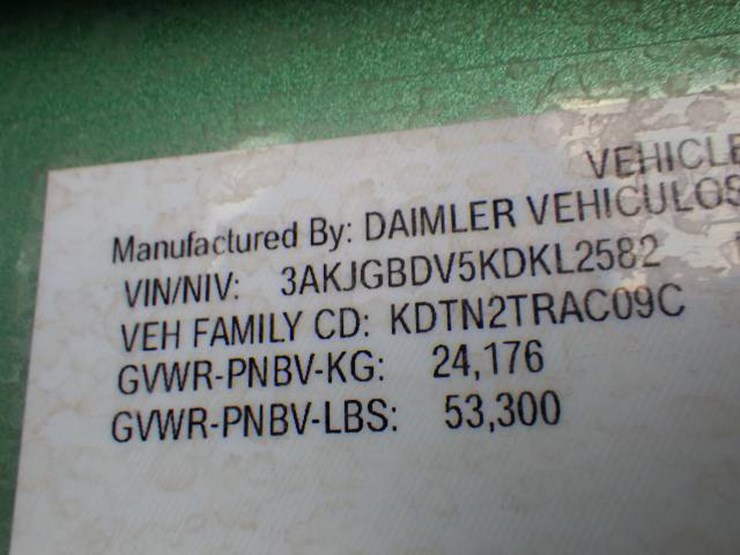 VEHICLE
Manufactured By: DAIMLER VEHICULOS
VIN/NIV: 3AKJGBDV5KDKL2582
VEH FAMILY CD: KDTN2TRAC09C
GVWR-PNBV-KG: 24,176
GVWR-PNBV-LBS: 53,300